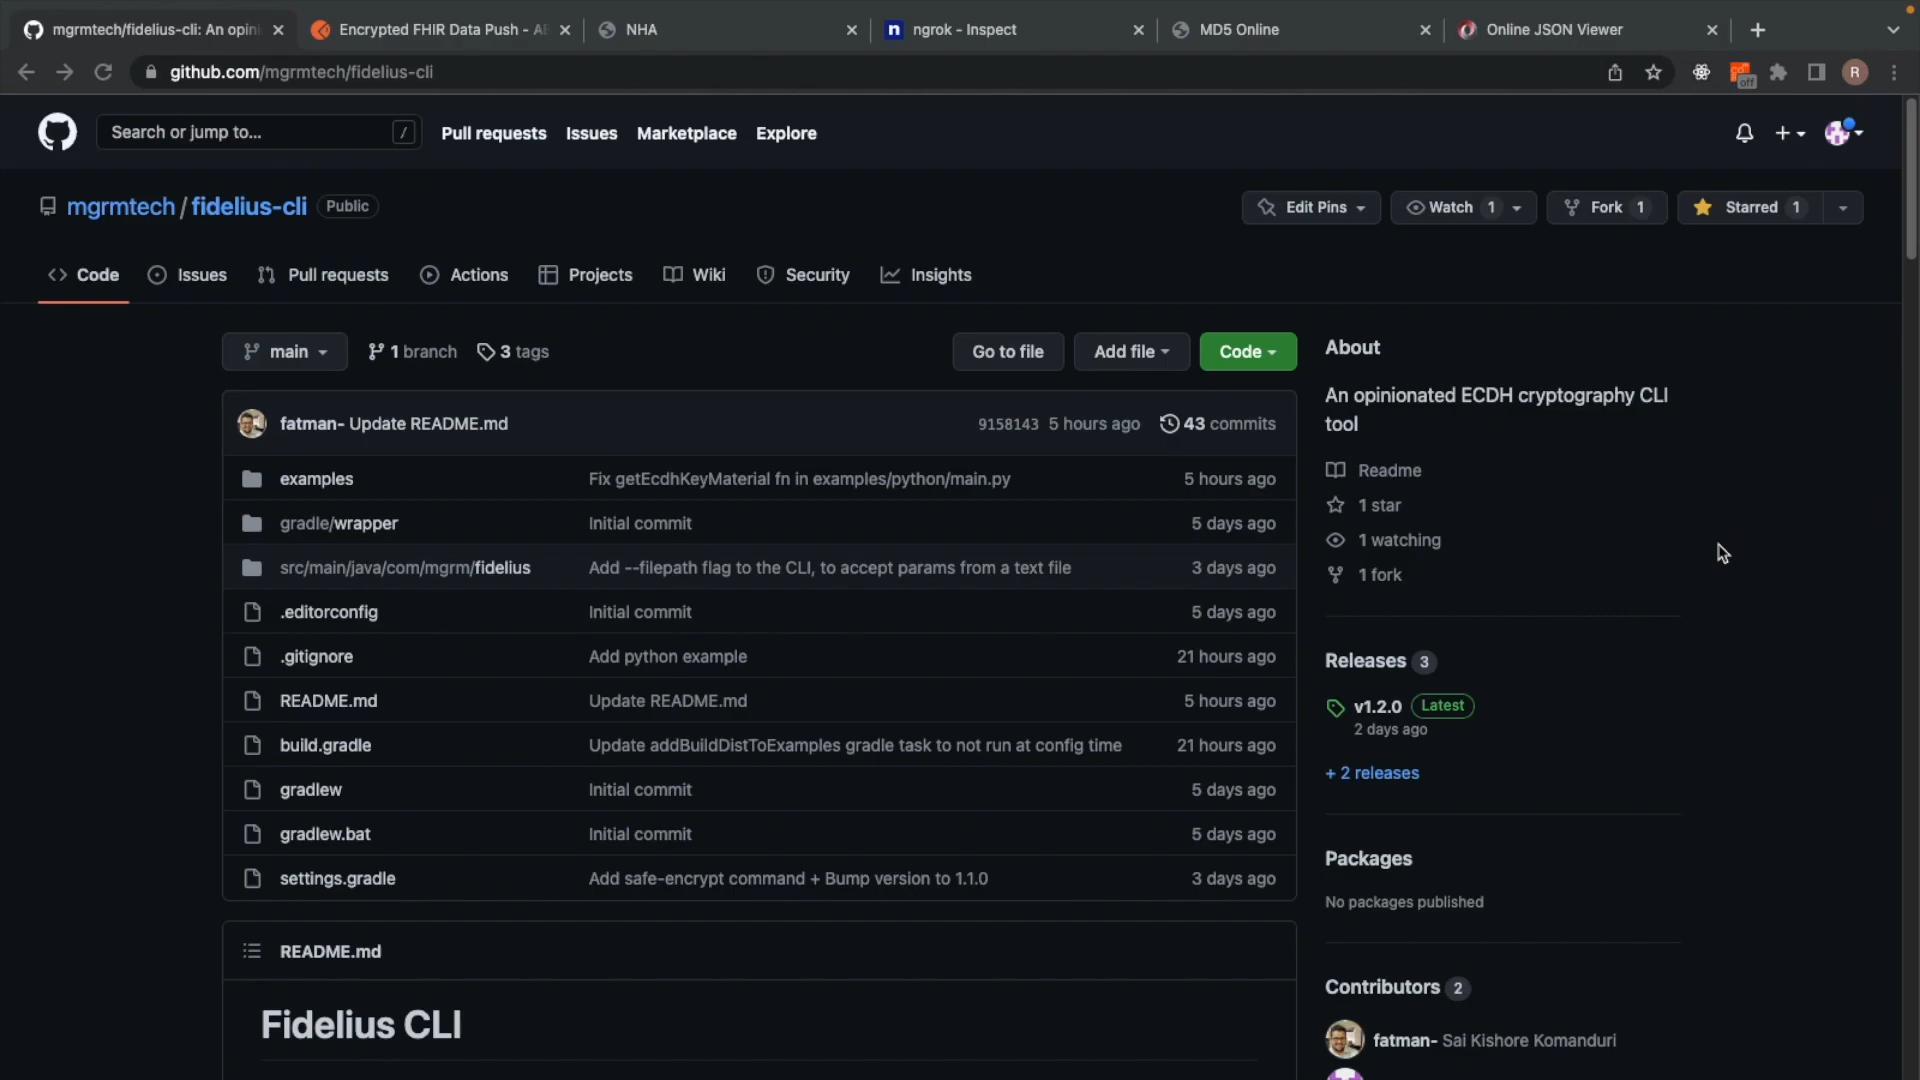 mgrmtech/fidelius-cli: An opini
Encrypted FHIR Data Push - A
NHA
n ngrok - Inspect
MD5 Online
Online JSON Viewer
github.com/mgrmtech/fidelius-cli
off
R
Search or jump to...
/
Pull requests
Issues
Marketplace
Explore
mgrmtech / fidelius-cli
Public
Edit Pins
Watch 1
Fork 1
Starred 1
Code
Issues
Pull requests
Actions
Projects
Wiki
Security
Insights
main
1 branch
3 tags
Go to file
Add file
Code
fatman- Update README.md
9158143 5 hours ago
43 commits
examples
Fix getEcdhKeyMaterial fn in examples/python/main.py
5 hours ago
gradle/wrapper
Initial commit
5 days ago
src/main/java/com/mgrm/fidelius
Add --filepath flag to the CLI, to accept params from a text file
3 days ago
.editorconfig
Initial commit
5 days ago
.gitignore
Add python example
21 hours ago
README.md
Update README.md
5 hours ago
build.gradle
Update addBuildDistToExamples gradle task to not run at config time
21 hours ago
gradlew
Initial commit
5 days ago
gradlew.bat
Initial commit
5 days ago
settings.gradle
Add safe-encrypt command + Bump version to 1.1.0
3 days ago
README.md
Fidelius CLI
About
An opinionated ECDH cryptography CLI
tool
Readme
1 star
1 watching
1 fork
Releases 3
v1.2.0 Latest
2 days ago
+ 2 releases
Packages
No packages published
Contributors 2
fatman- Sai Kishore Komanduri